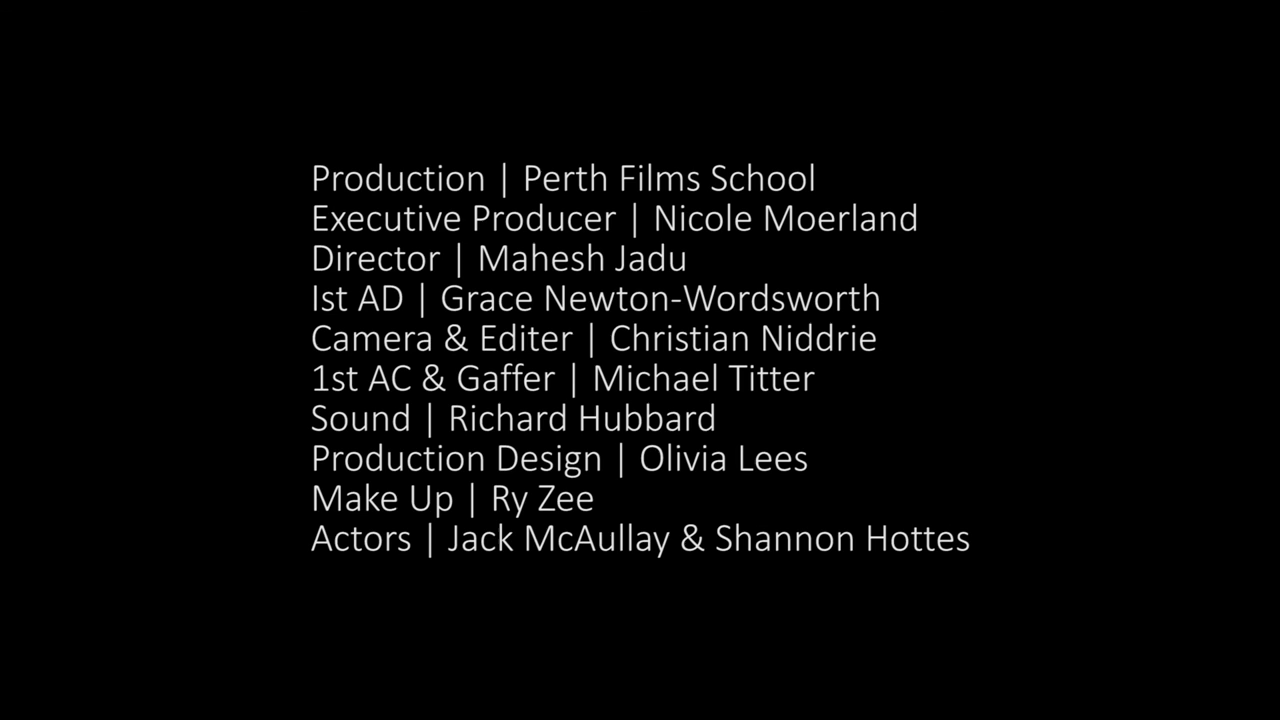 Production | Perth Films School
Executive Producer | Nicole Moerland
Director | Mahesh Jadu
Ist AD | Grace Newton-Wordsworth
Camera & Editer | Christian Niddrie
1st AC & Gaffer | Michael Titter
Sound | Richard Hubbard
Production Design | Olivia Lees
Make Up | Ry Zee
Actors | Jack McAullay & Shannon Hottes